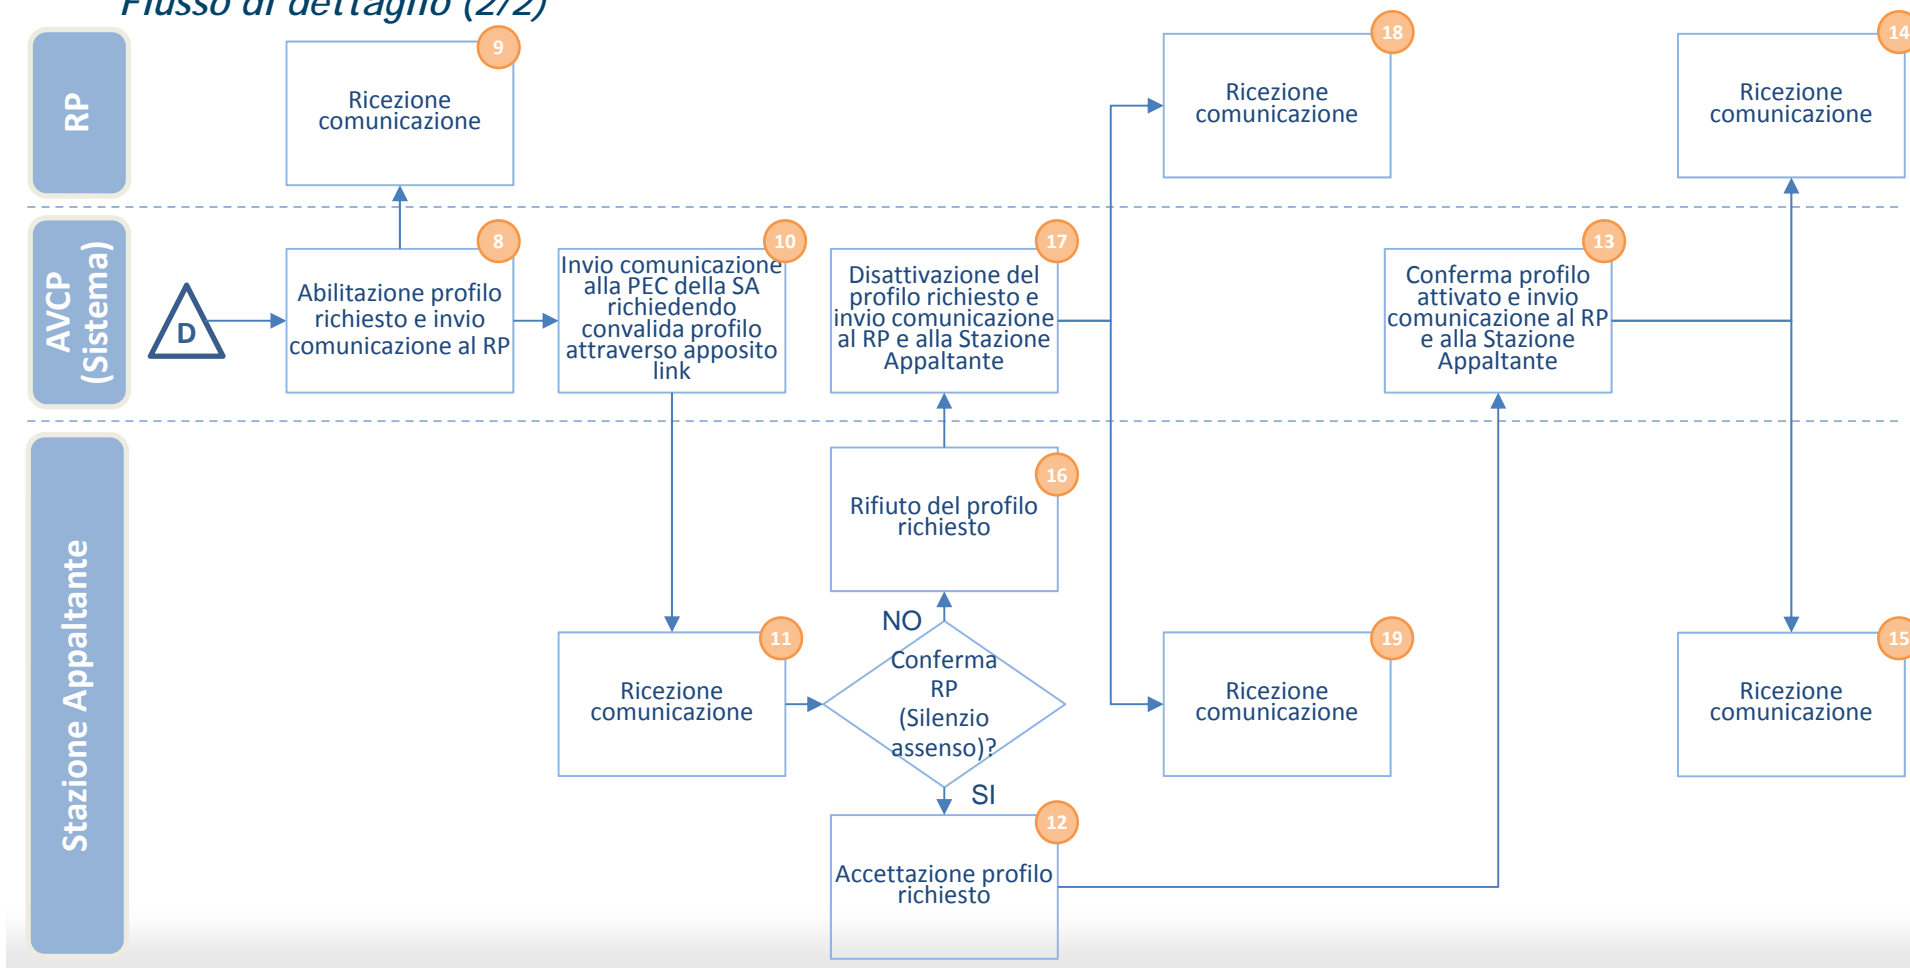 Flusso di dettaglio (2/2)
RP
9
Ricezione
comunicazione
18
Ricezione
comunicazione
14
Ricezione
comunicazione
AVCP
(Sistema)
D
8
Abilitazione profilo
richiesto e invio
comunicazione al RP
10
Invio comunicazione
alla PEC della SA
richiedendo
convalida profilo
attraverso apposito
link
17
Disattivazione del
profilo richiesto e
invio comunicazione
al RP e alla Stazione
Appaltante
13
Conferma profilo
attivato e invio
comunicazione al RP
e alla Stazione
Appaltante
Stazione Appaltante
16
Rifiuto del profilo
richiesto
NO
11
Ricezione
comunicazione
Conferma
RP
(Silenzio
assenso)?
19
Ricezione
comunicazione
15
Ricezione
comunicazione
SI
12
Accettazione profilo
richiesto